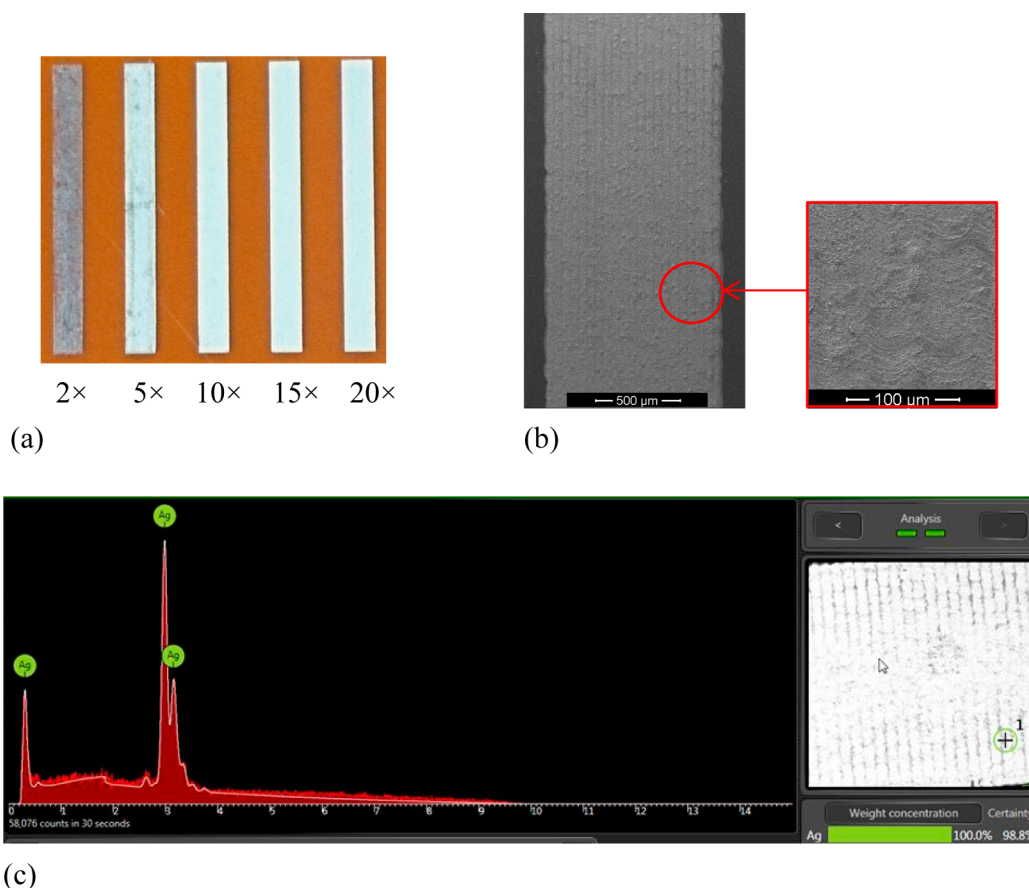 2× 5× 10× 15× 20×
(a)
500 µm
100 µm
(b)
Ag
Ag
Ag
0 1 2 3 4 5 6 7 8 9 10 11 12 13 14
58,076 counts in 30 seconds
< Analysis >
1
Weight concentration Certainty
Ag 100.0% 98.8%
(c)